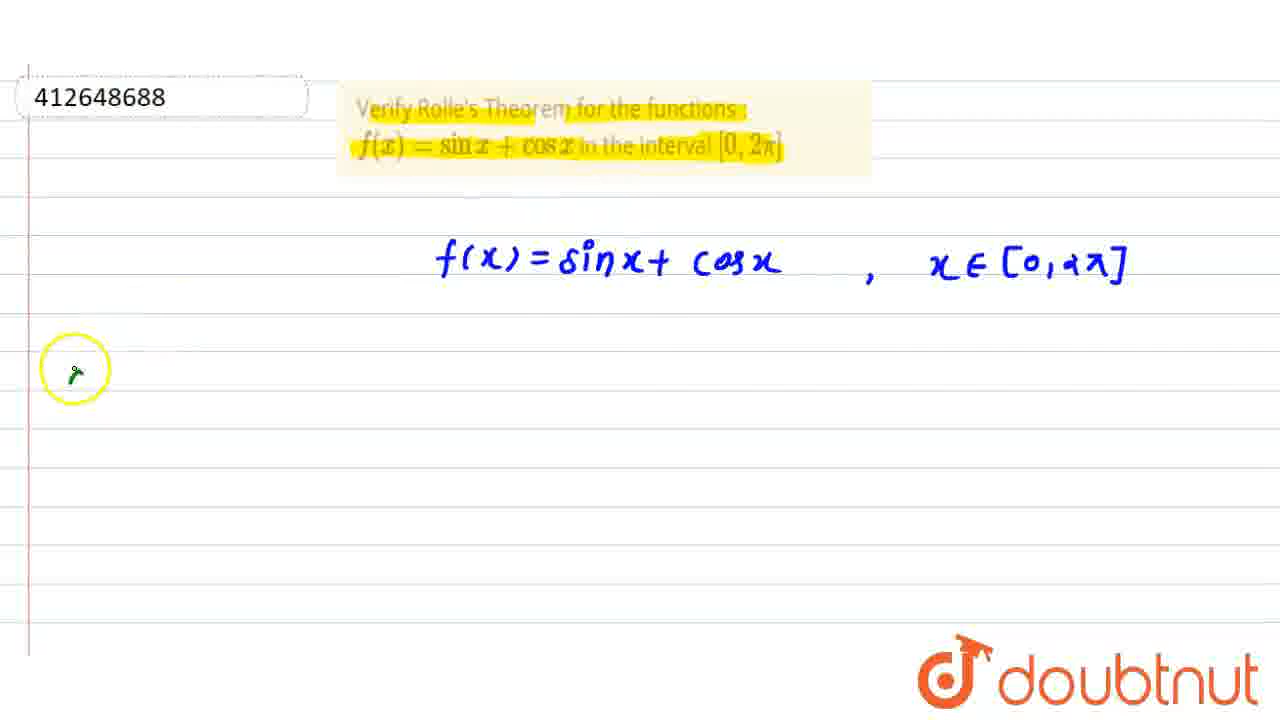 412648688
Verify Rolle's Theorem for the functions
f(x) = sin x + cos x in the interval [0, 2π]
f(x) = sin x + cos x , x ∈ [0, 2π]
doubtnut